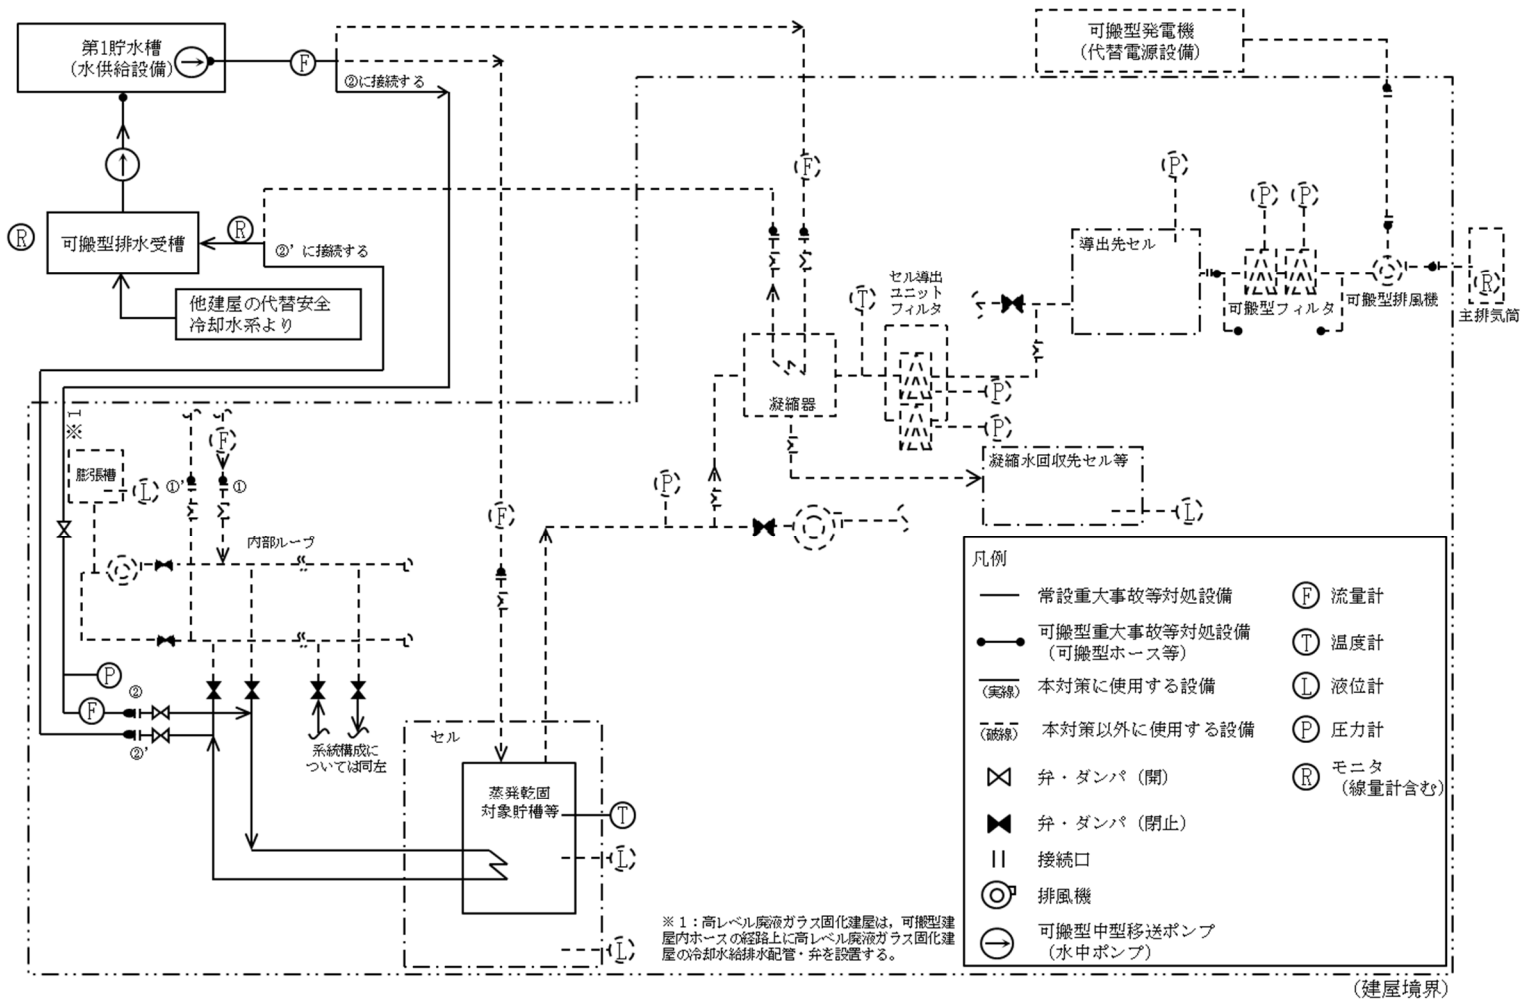 第1貯水槽
(水供給設備)
F
②に接続する
可搬型発電機
(代替電源設備)
F
P
P
P
R
可搬型排水受槽
R
②’に接続する
他建屋の代替安全
冷却水系より
導出先セル
可搬型フィルタ
可搬型排風機
R
主排気筒
セル導出
ユニット
フィルタ
T
凝縮器
P
P
凝縮水回収先セル等
L
※1
F
膨張槽
L
①’
①
内部ループ
P
F
P
②
F
②’
系統構成に
ついては同左
セル
蒸発乾固
対象貯槽等
T
L
L
※1:高レベル廃液ガラス固化建屋は,可搬型建
屋内ホースの経路上に高レベル廃液ガラス固化建
屋の冷却水給排水配管・弁を設置する。
凡例
常設重大事故等対処設備
可搬型重大事故等対処設備
(可搬型ホース等)
(実線)
本対策に使用する設備
(破線)
本対策以外に使用する設備
弁・ダンパ(開)
弁・ダンパ(閉止)
接続口
排風機
可搬型中型移送ポンプ
(水中ポンプ)
F 流量計
T 温度計
L 液位計
P 圧力計
R モニタ
(線量計含む)
(建屋境界)